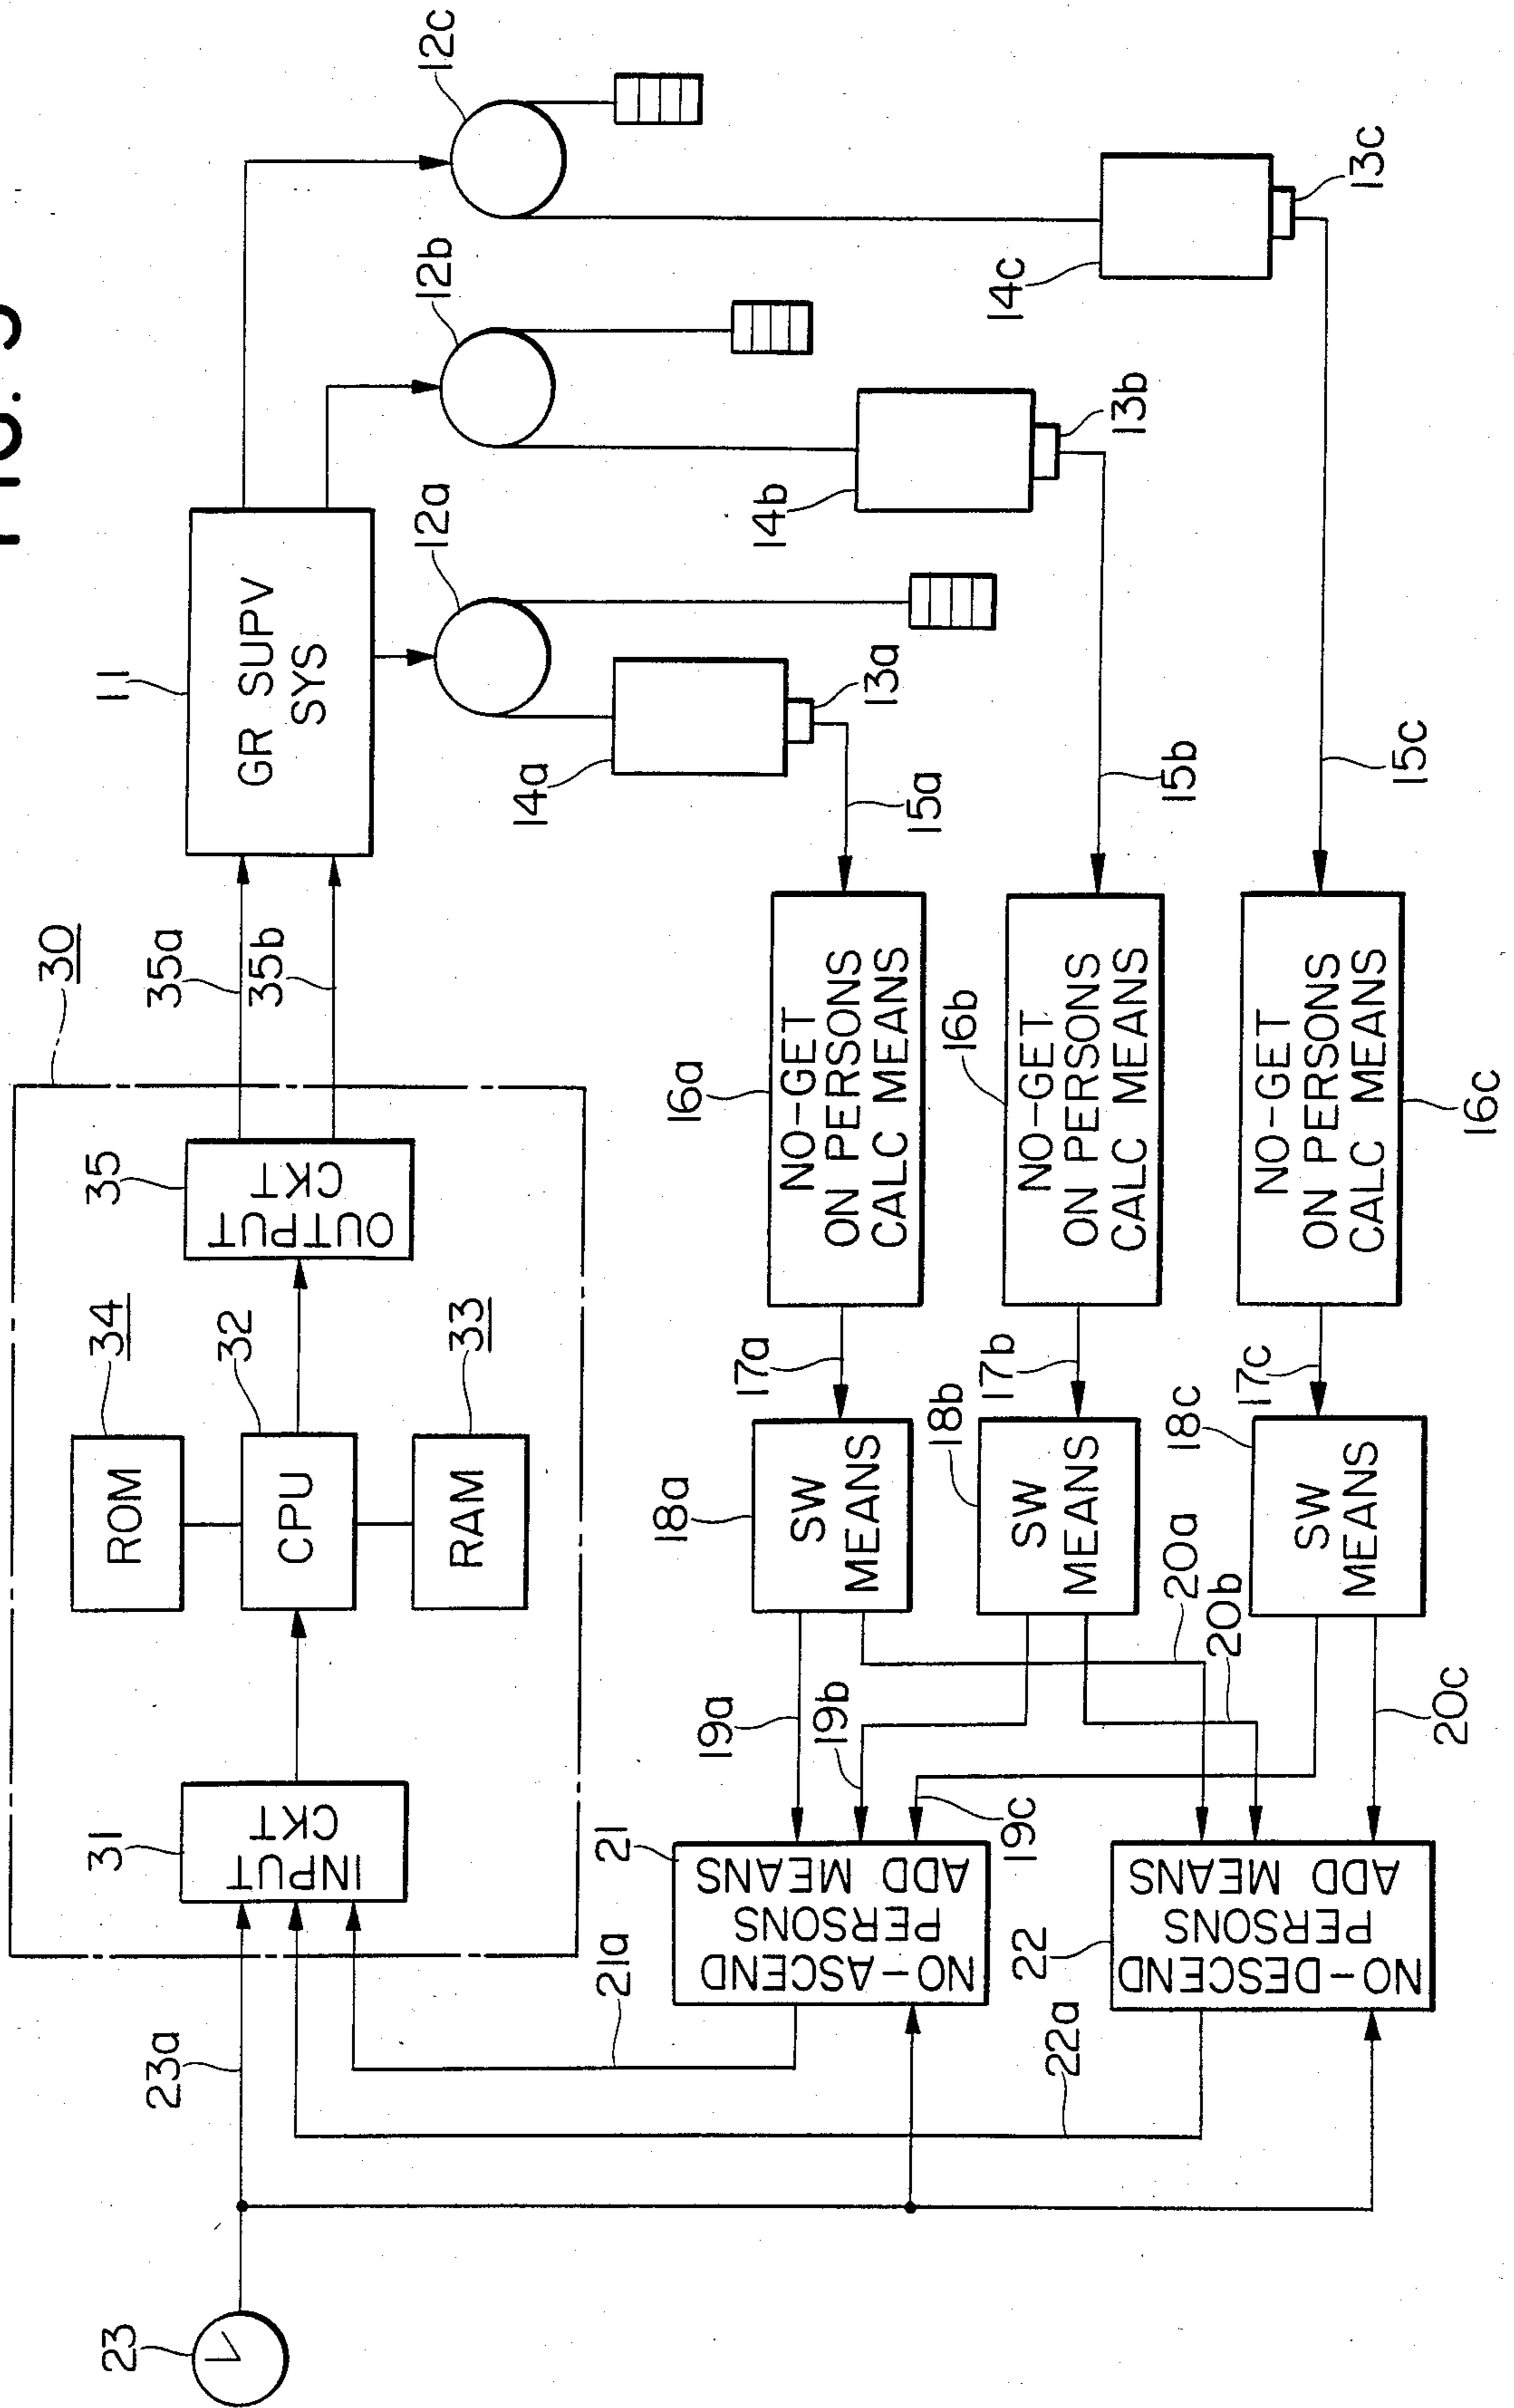 FIG. 3
30
34
ROM
32
CPU
33
RAM
31
INPUT
CKT
35
OUTPUT
CKT
35a
35b
11
GR SUPV
SYS
12a
12b
12c
14a
13a
14b
13b
14c
13c
15a
15b
15c
16a
NO-GET
ON PERSONS
CALC MEANS
16b
NO-GET
ON PERSONS
CALC MEANS
16c
NO-GET
ON PERSONS
CALC MEANS
17a
17b
17c
18a
SW
MEANS
18b
SW
MEANS
18c
SW
MEANS
19a
19b
19c
20a
20b
20c
21
NO-ASCEND
PERSONS
ADD MEANS
22
NO-DESCEND
PERSONS
ADD MEANS
21a
22a
23a
23